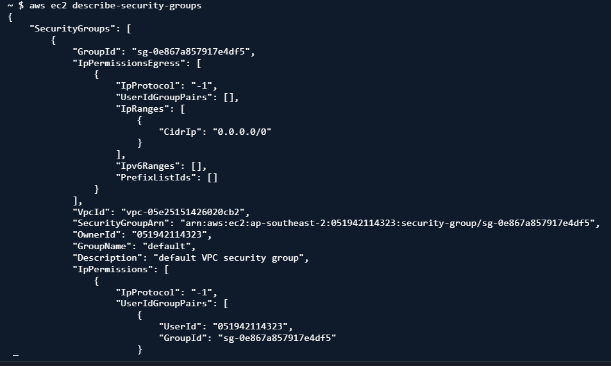 ~ $ aws ec2 describe-security-groups
{
    "SecurityGroups": [
        {
            "GroupId": "sg-0e867a857917e4df5",
            "IpPermissionsEgress": [
                {
                    "IpProtocol": "-1",
                    "UserIdGroupPairs": [],
                    "IpRanges": [
                        {
                            "CidrIp": "0.0.0.0/0"
                        }
                    ],
                    "Ipv6Ranges": [],
                    "PrefixListIds": []
                }
            ],
            "VpcId": "vpc-05e25151426020cb2",
            "SecurityGroupArn": "arn:aws:ec2:ap-southeast-2:051942114323:security-group/sg-0e867a857917e4df5",
            "OwnerId": "051942114323",
            "GroupName": "default",
            "Description": "default VPC security group",
            "IpPermissions": [
                {
                    "IpProtocol": "-1",
                    "UserIdGroupPairs": [
                        {
                            "UserId": "051942114323",
                            "GroupId": "sg-0e867a857917e4df5"
                        }